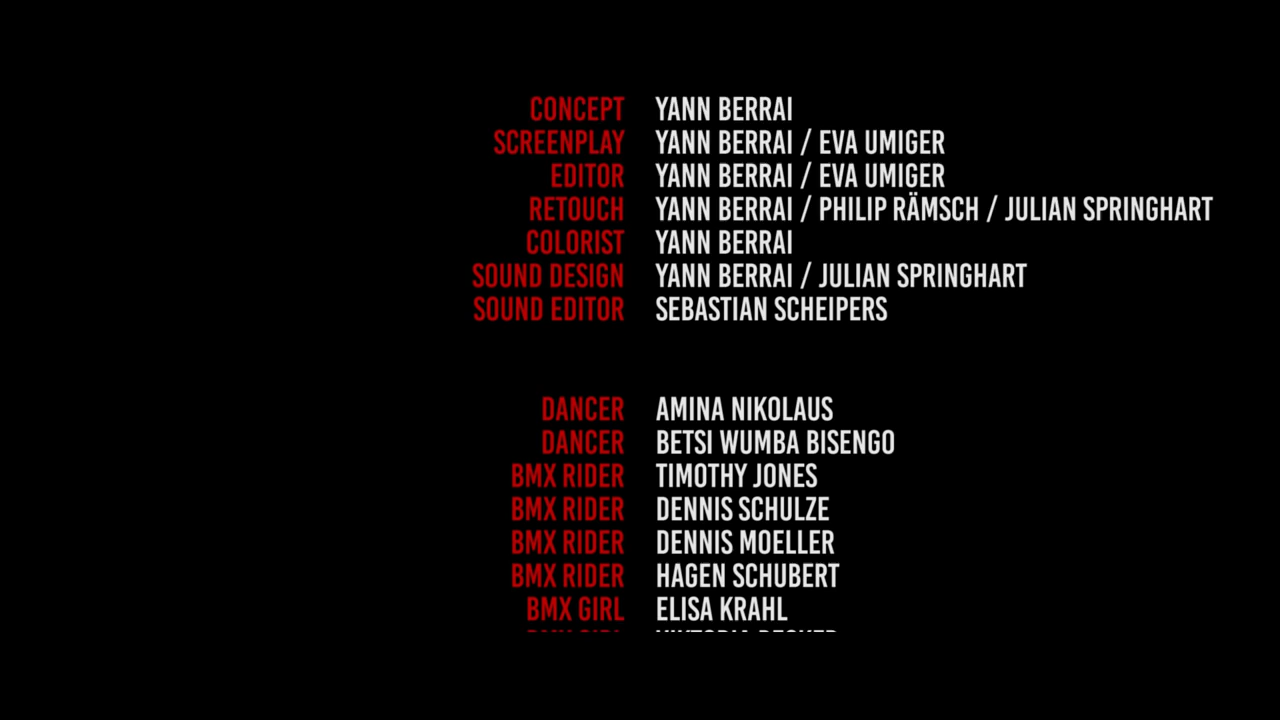 CONCEPT YANN BERRAI
SCREENPLAY YANN BERRAI / EVA UMIGER
EDITOR YANN BERRAI / EVA UMIGER
RETOUCH YANN BERRAI / PHILIP RÄMSCH / JULIAN SPRINGHART
COLORIST YANN BERRAI
SOUND DESIGN YANN BERRAI / JULIAN SPRINGHART
SOUND EDITOR SEBASTIAN SCHEIPERS
DANCER AMINA NIKOLAUS
DANCER BETSI WUMBA BISENGO
BMX RIDER TIMOTHY JONES
BMX RIDER DENNIS SCHULZE
BMX RIDER DENNIS MOELLER
BMX RIDER HAGEN SCHUBERT
BMX GIRL ELISA KRAHL